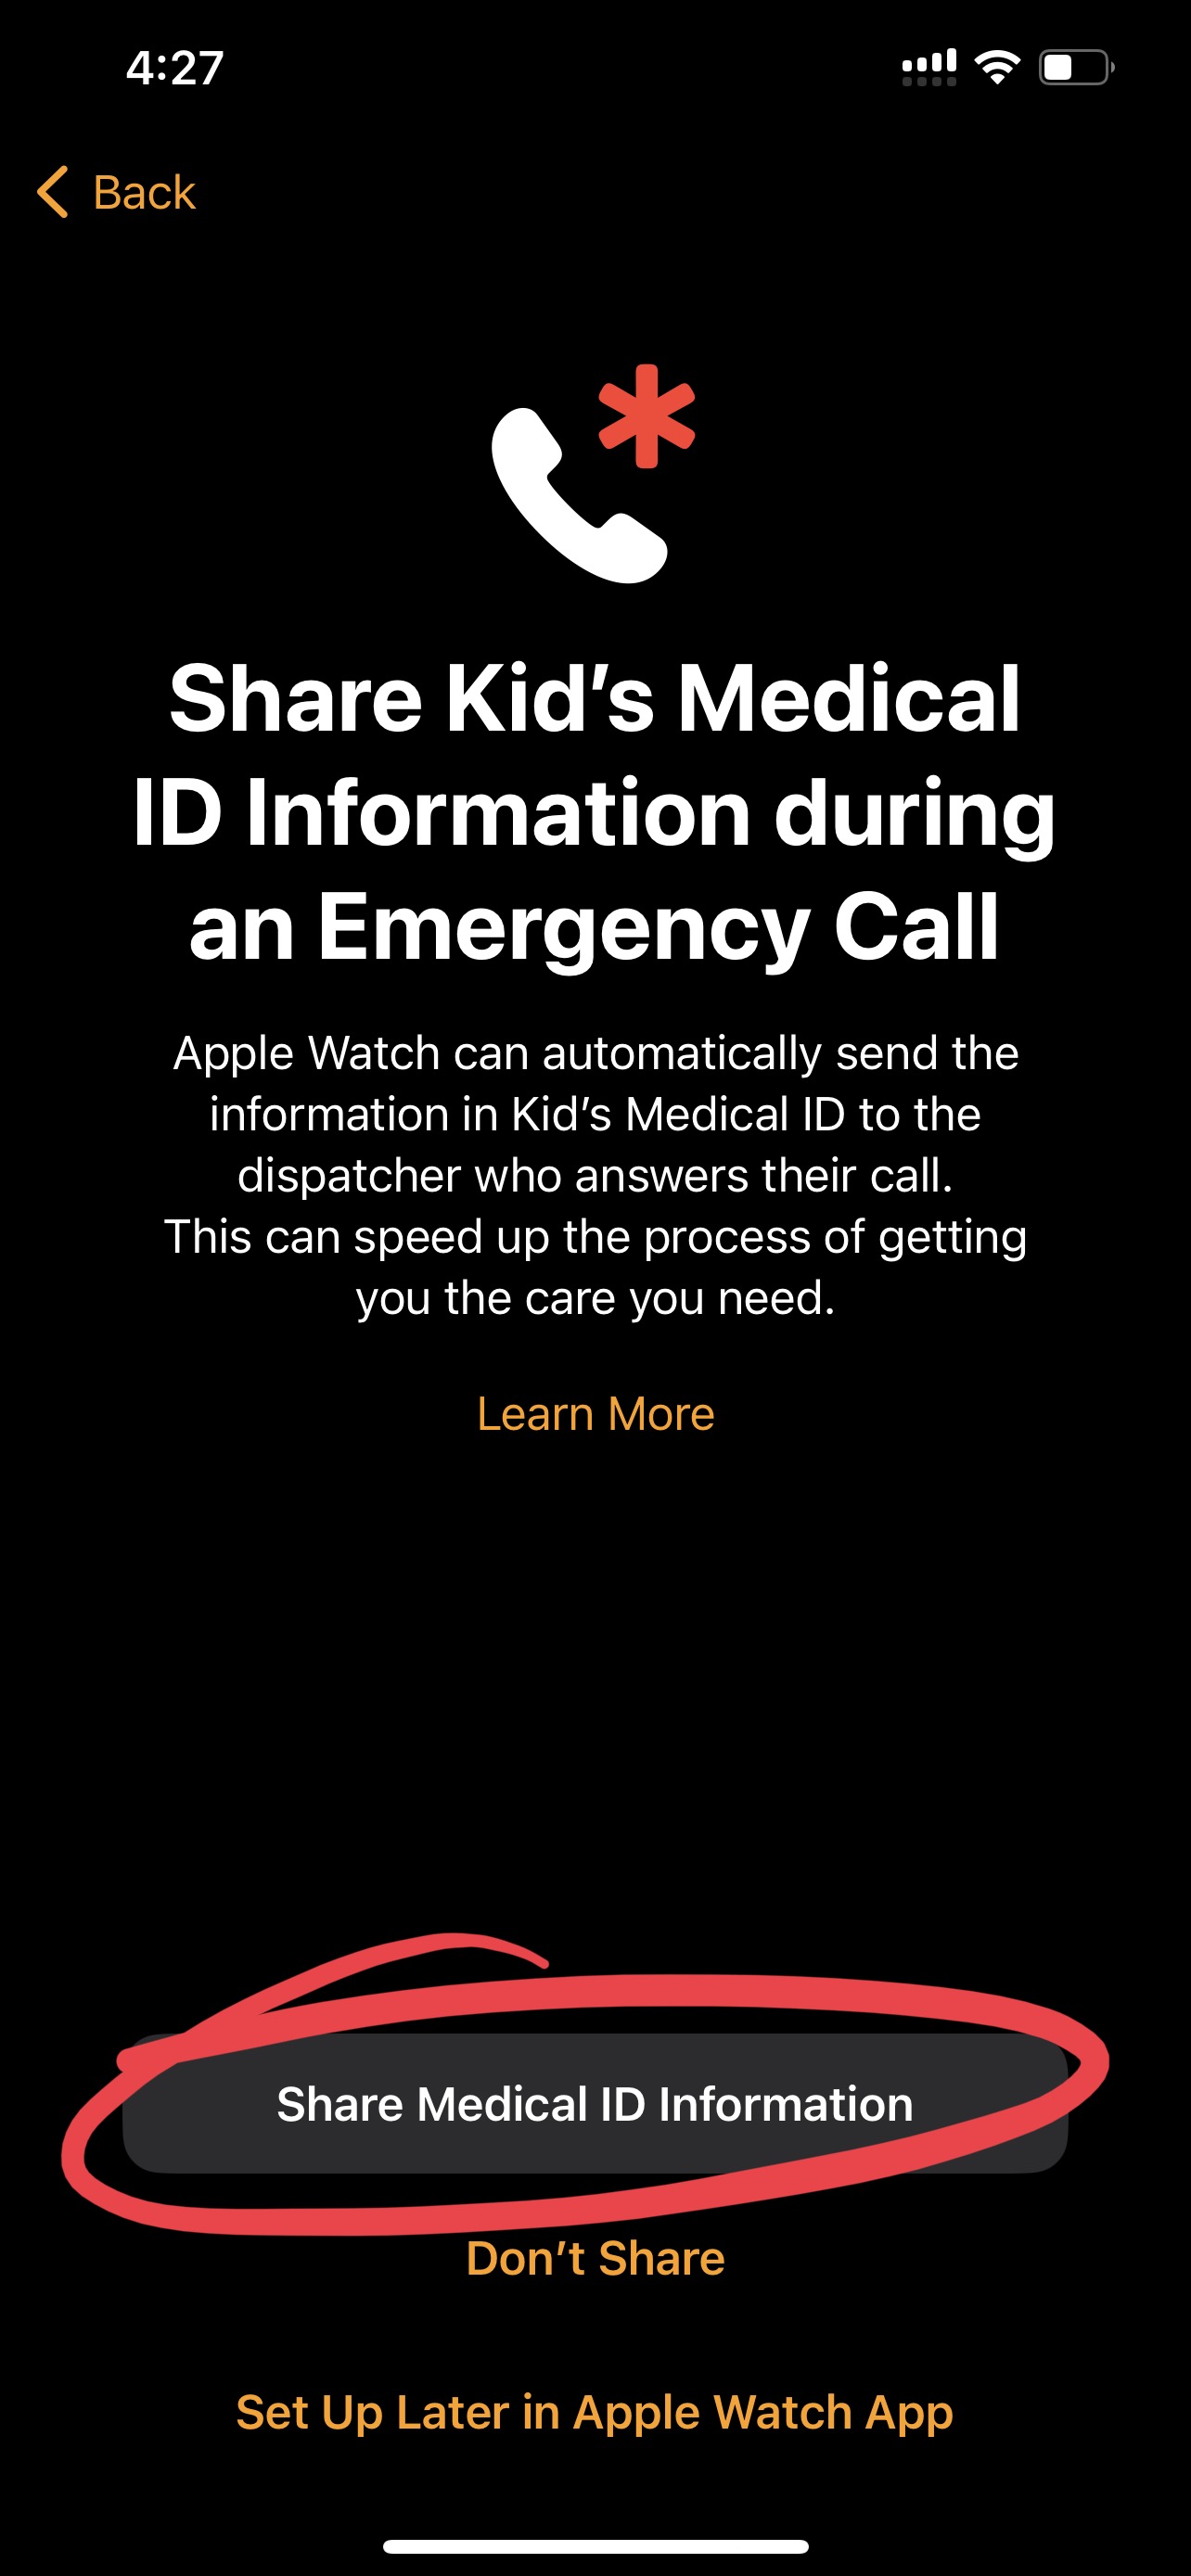 4:27
Back
Share Kid’s Medical
ID Information during
an Emergency Call
Apple Watch can automatically send the
information in Kid’s Medical ID to the
dispatcher who answers their call.
This can speed up the process of getting
you the care you need.
Learn More
Share Medical ID Information
Don’t Share
Set Up Later in Apple Watch App